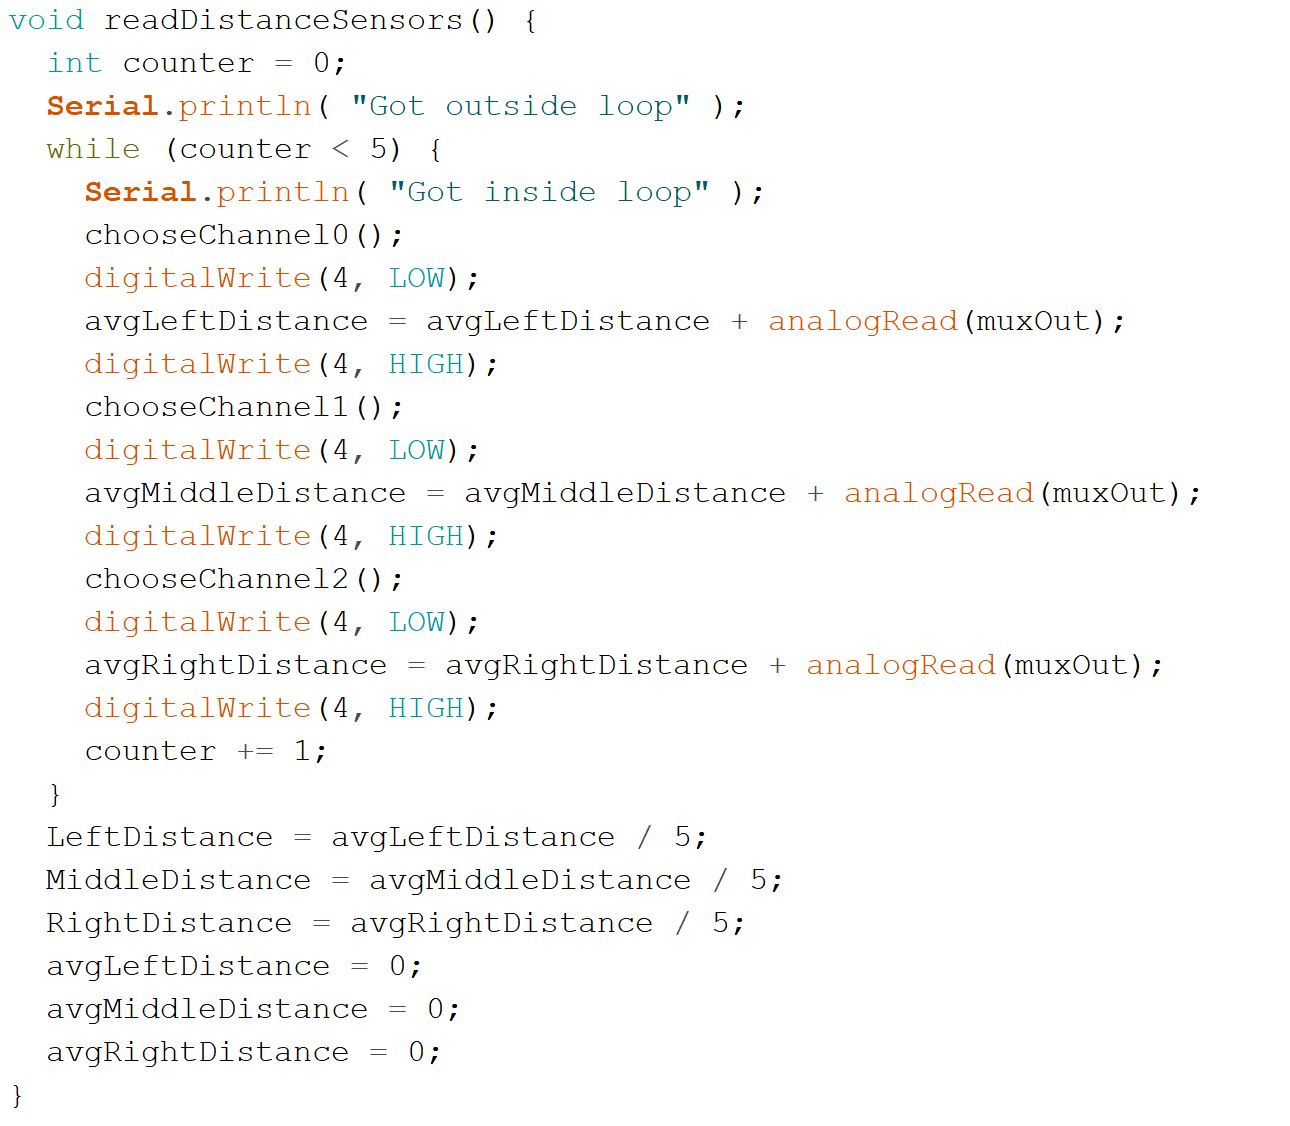 void readDistanceSensors() {
  int counter = 0;
  Serial.println( "Got outside loop" );
  while (counter < 5) {
    Serial.println( "Got inside loop" );
    chooseChannel0();
    digitalWrite(4, LOW);
    avgLeftDistance = avgLeftDistance + analogRead(muxOut);
    digitalWrite(4, HIGH);
    chooseChannel1();
    digitalWrite(4, LOW);
    avgMiddleDistance = avgMiddleDistance + analogRead(muxOut);
    digitalWrite(4, HIGH);
    chooseChannel2();
    digitalWrite(4, LOW);
    avgRightDistance = avgRightDistance + analogRead(muxOut);
    digitalWrite(4, HIGH);
    counter += 1;
  }
  LeftDistance = avgLeftDistance / 5;
  MiddleDistance = avgMiddleDistance / 5;
  RightDistance = avgRightDistance / 5;
  avgLeftDistance = 0;
  avgMiddleDistance = 0;
  avgRightDistance = 0;
}